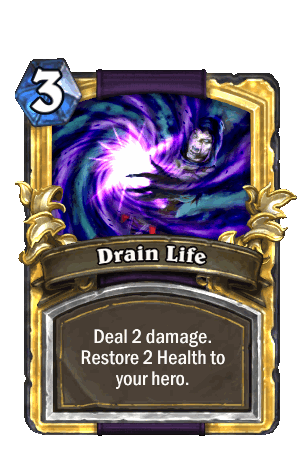 3
Drain Life
Deal 2 damage.
Restore 2 Health to
your hero.